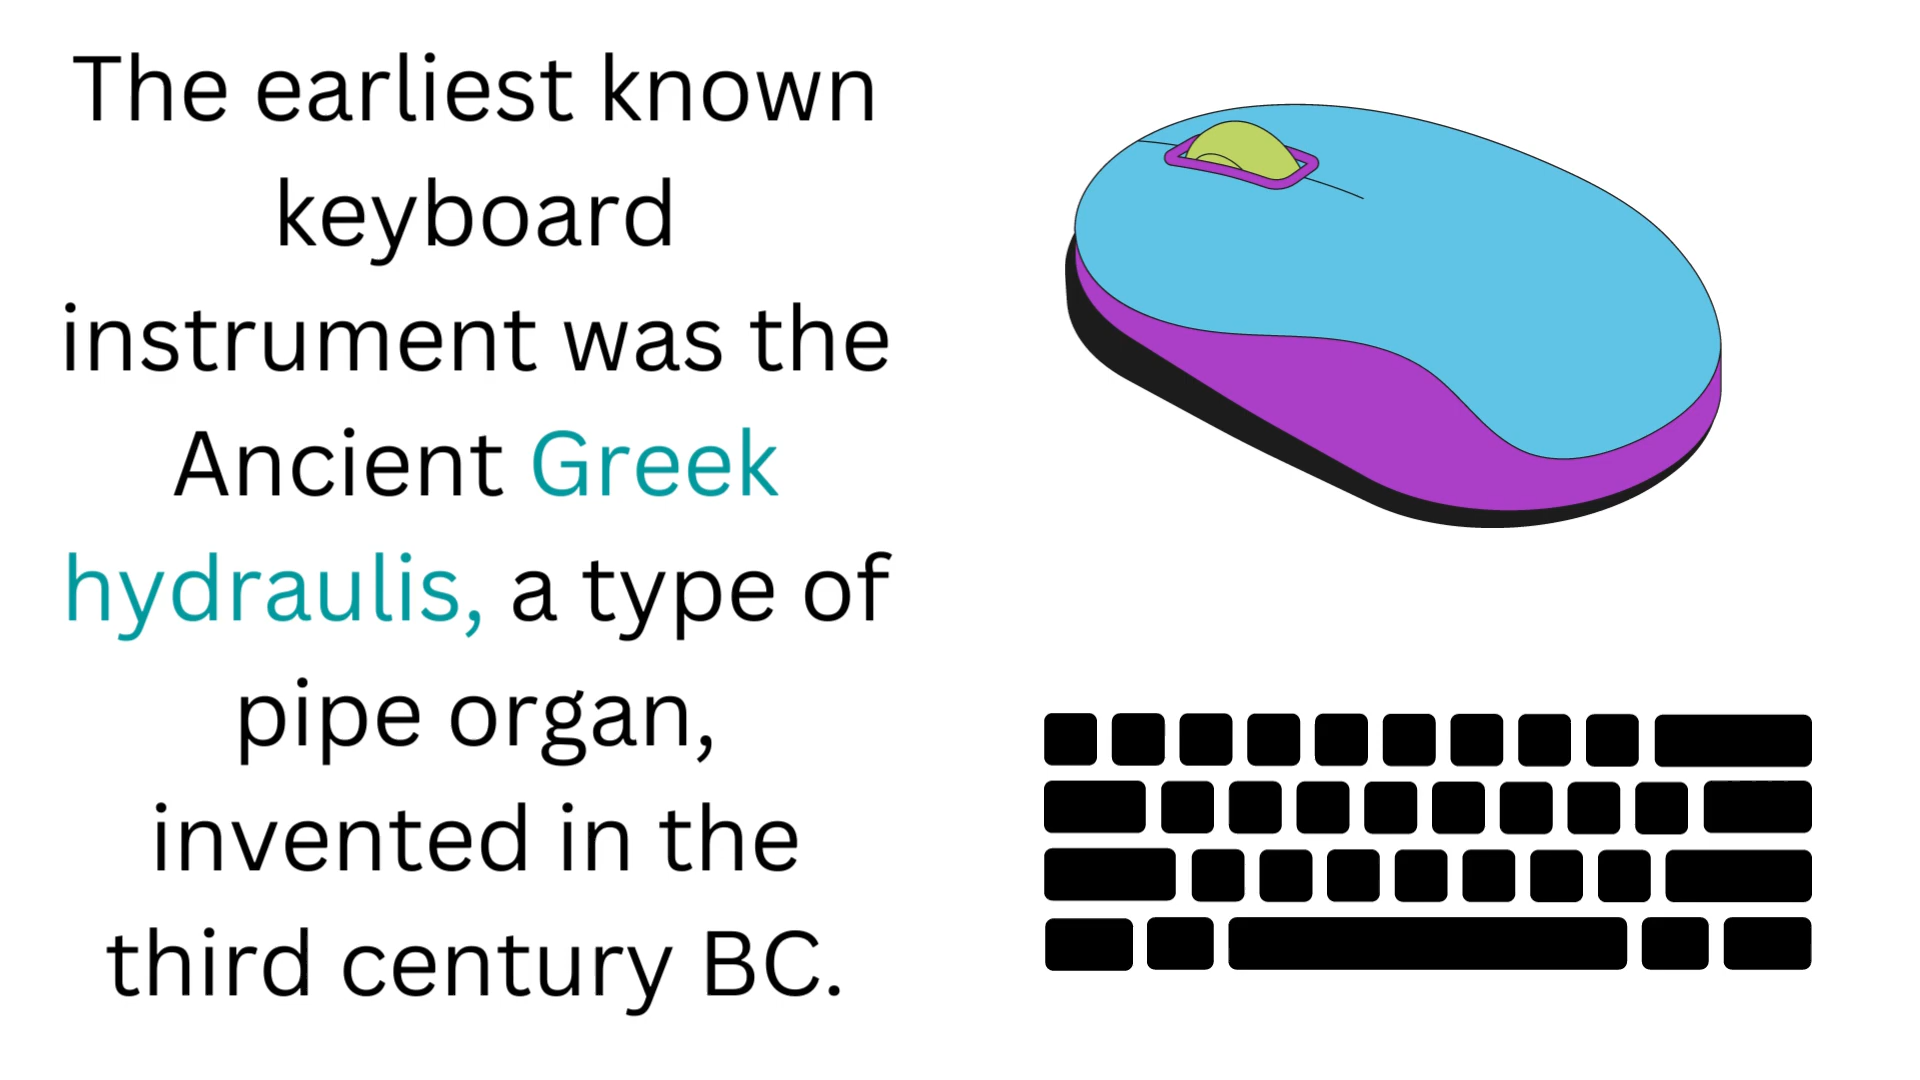 The earliest known
keyboard
instrument was the
Ancient Greek
hydraulis, a type of
pipe organ,
invented in the
third century BC.